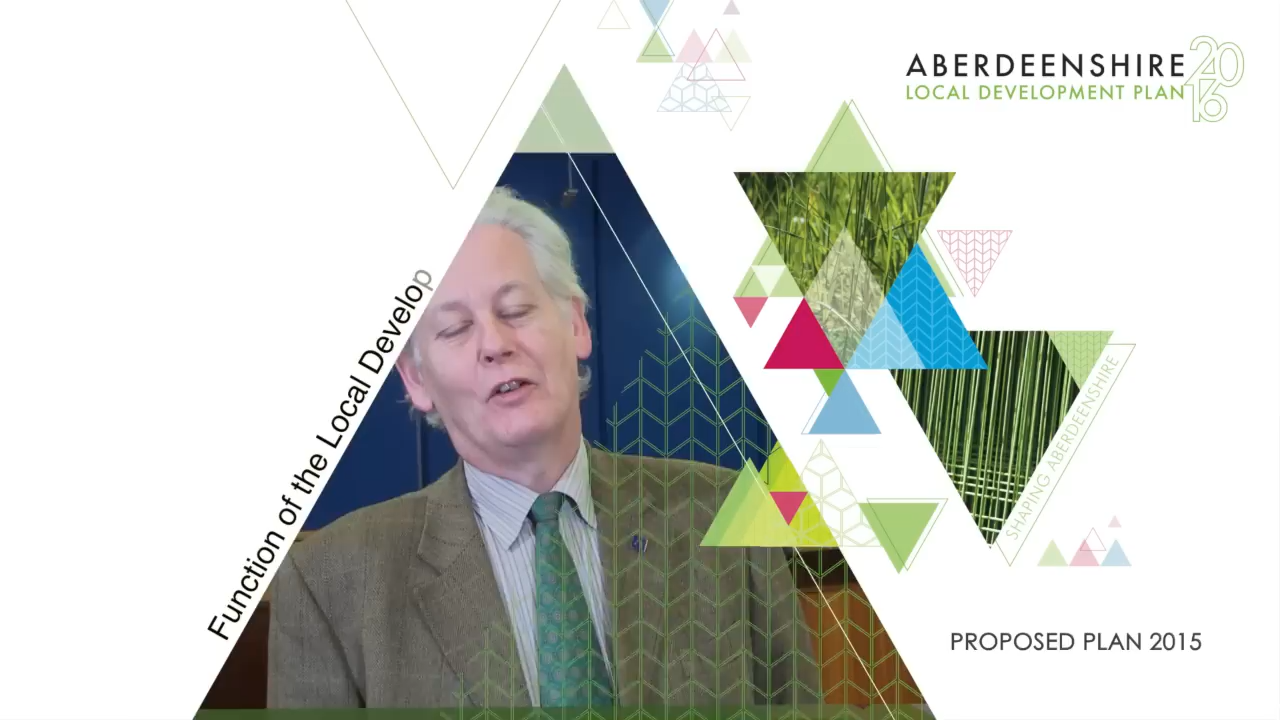 ABERDEENSHIRE
LOCAL DEVELOPMENT PLAN
2016
Function of the Local Develop
SHAPING ABERDEENSHIRE
PROPOSED PLAN 2015